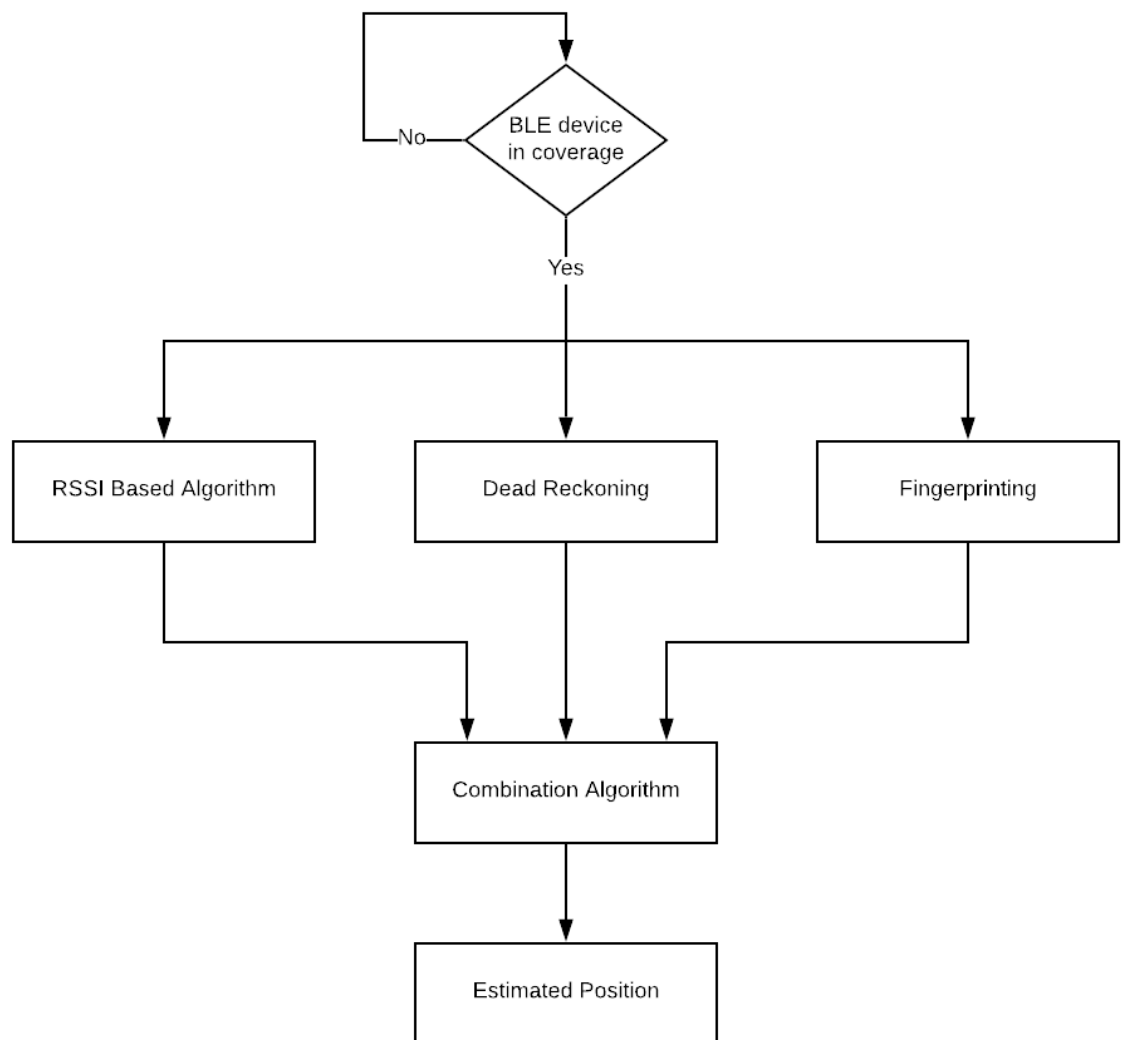 BLE device
in coverage
No
Yes
RSSI Based Algorithm
Dead Reckoning
Fingerprinting
Combination Algorithm
Estimated Position